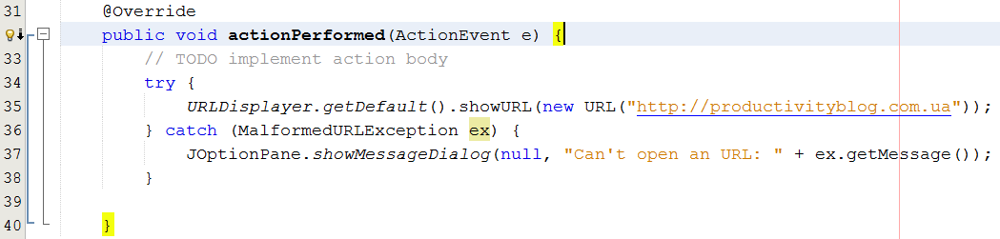 31 @Override
public void actionPerformed(ActionEvent e) {
33 // TODO implement action body
34 try {
35 URLDisplayer.getDefault().showURL(new URL("http://productivityblog.com.ua"));
36 } catch (MalformedURLException ex) {
37 JOptionPane.showMessageDialog(null, "Can't open an URL: " + ex.getMessage());
38 }
39
40 }